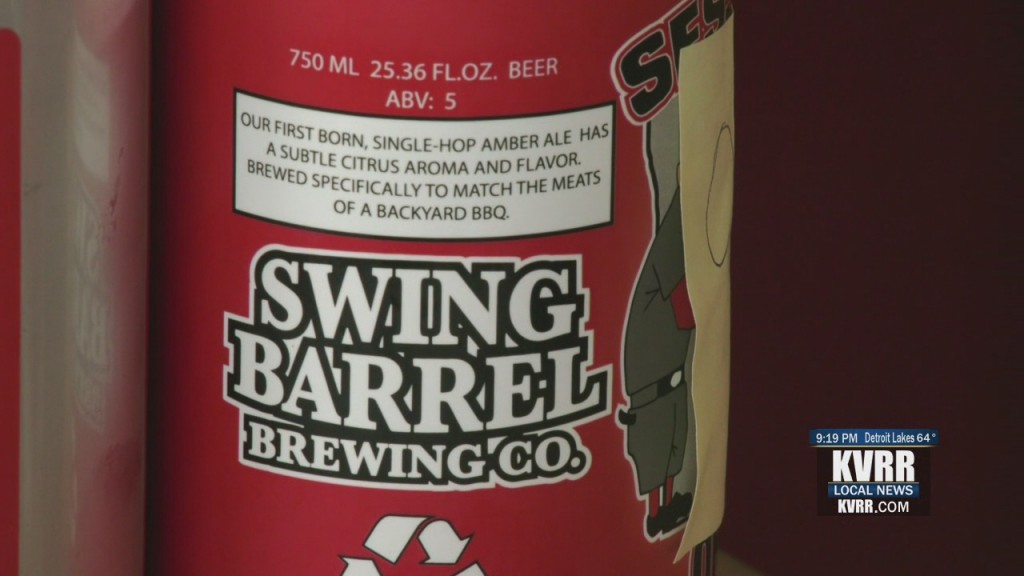 750 ML 25.36 FL.OZ. BEER
ABV: 5
OUR FIRST BORN, SINGLE-HOP AMBER ALE HAS
A SUBTLE CITRUS AROMA AND FLAVOR.
BREWED SPECIFICALLY TO MATCH THE MEATS
OF A BACKYARD BBQ.
SWING
BARREL
BREWING CO.
9:19 PM Detroit Lakes 64°
KVRR
LOCAL NEWS
KVRR.COM